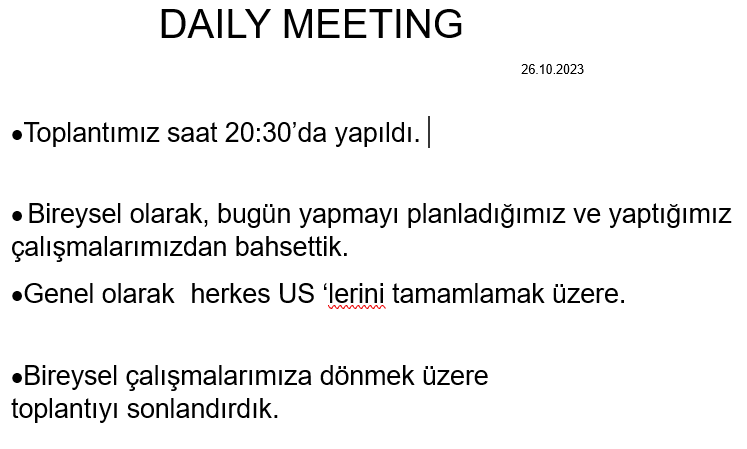 DAILY MEETING
26.10.2023
•Toplantımız saat 20:30’da yapıldı.
• Bireysel olarak, bugün yapmayı planladığımız ve yaptığımız
çalışmalarımızdan bahsettik.
•Genel olarak  herkes US ‘lerini tamamlamak üzere.
•Bireysel çalışmalarımıza dönmek üzere
toplantıyı sonlandırdık.